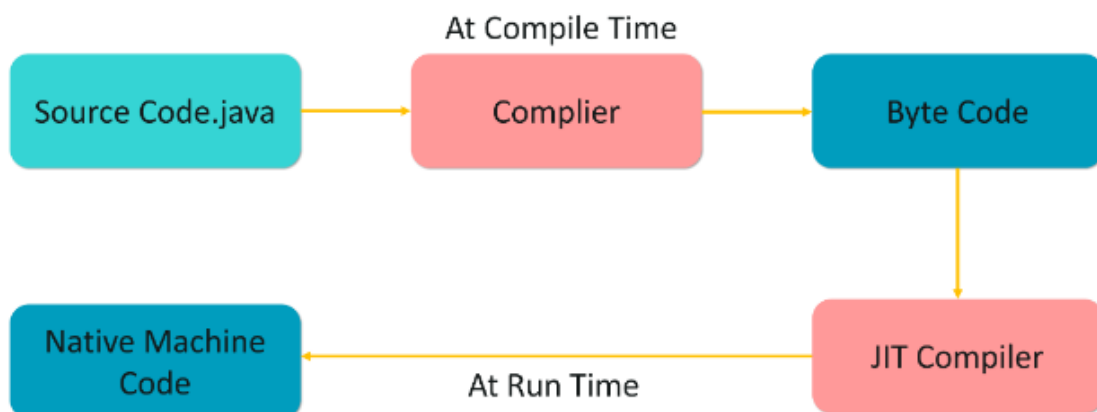 At Compile Time
Source Code.java
Complier
Byte Code
Native Machine
Code
At Run Time
JIT Compiler